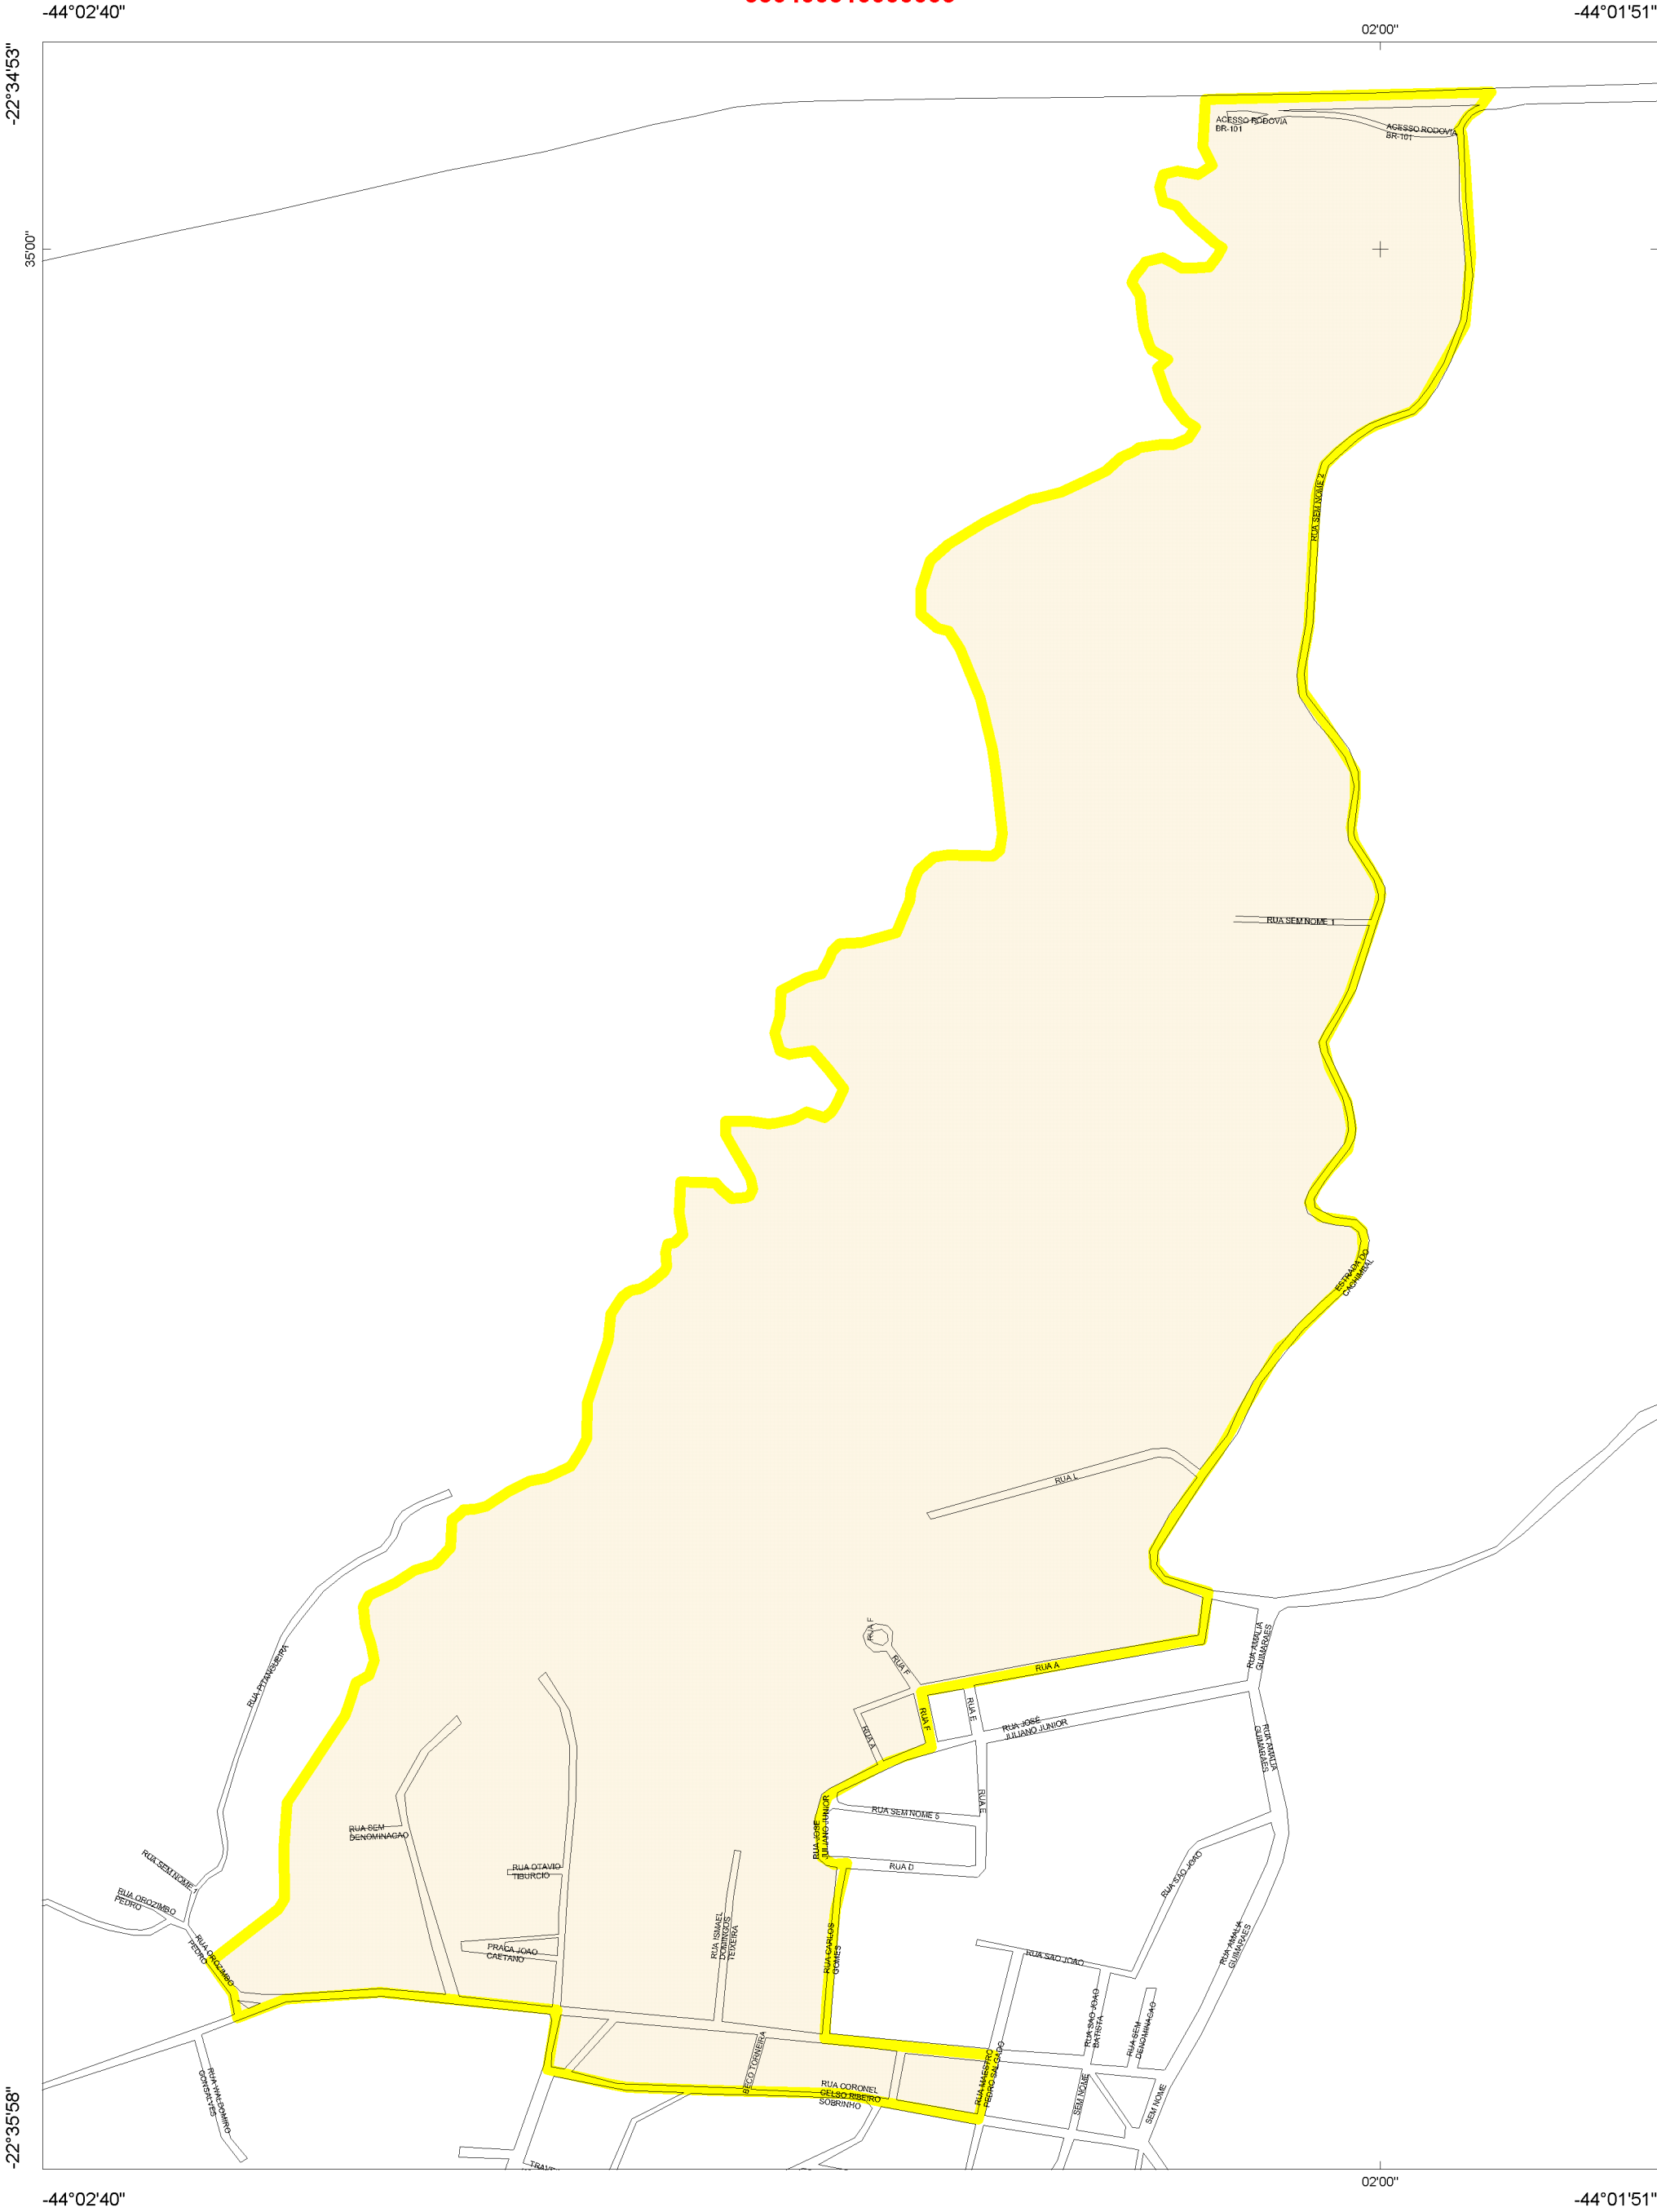 -44°02'40"
-44°01'51"
02'00"
-22°34'53"
ACESSO RODOVIA
BR-101
ACESSO RODOVIA
BR-101
35'00"
RUA SEM NOME 2
RUA SEM NOME 1
ESTRADA DO
CACHIMBAL
RUA L
RUA F
RUA AMALIA
GUIMARAES
RUA F
RUA A
RUA PITANGUEIRA
RUA E
RUA F
RUA JOSÉ
JULIANO JUNIOR
RUA A
RUA AMALIA
GUIMARAES
RUA E
RUA SEM NOME 5
RUA JOSÉ
JULIANO JUNIOR
RUA SEM
DENOMINACAO
RUA SEM NOME 7
RUA OTAVIO
TIBURCIO
RUA D
RUA SAO JOAO
RUA OROZIMBO
PEDRO
RUA ISMAEL
DOMINGOS
TEIXEIRA
RUA CARLOS
GOMES
RUA AMALIA
GUIMARAES
RUA OROZIMBO
PEDRO
PRACA JOAO
CAETANO
RUA SAO JOAO
RUA SAO JOAO
BATISTA
RUA SEM
DENOMINACAO
BECO TORNEIRA
RUA MAESTRO
PEDRO SALGADO
RUA CORONEL
CELSO RIBEIRO
SOBRINHO
SEM NOME
SEM NOME
RUA WALDOMIRO
GONSALVES
-22°35'58"
02'00"
-44°02'40"
-44°01'51"